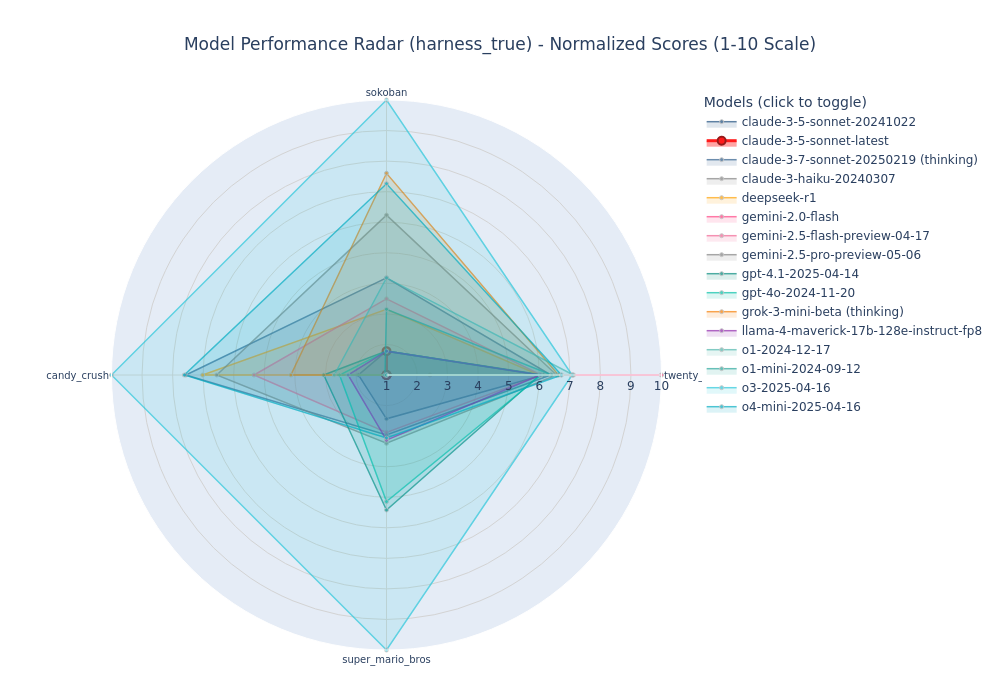 Model Performance Radar (harness_true) - Normalized Scores (1-10 Scale)
sokoban
candy_crush
super_mario_bros
twenty_
1 2 3 4 5 6 7 8 9 10
Models (click to toggle)
claude-3-5-sonnet-20241022
claude-3-5-sonnet-latest
claude-3-7-sonnet-20250219 (thinking)
claude-3-haiku-20240307
deepseek-r1
gemini-2.0-flash
gemini-2.5-flash-preview-04-17
gemini-2.5-pro-preview-05-06
gpt-4.1-2025-04-14
gpt-4o-2024-11-20
grok-3-mini-beta (thinking)
llama-4-maverick-17b-128e-instruct-fp8
o1-2024-12-17
o1-mini-2024-09-12
o3-2025-04-16
o4-mini-2025-04-16